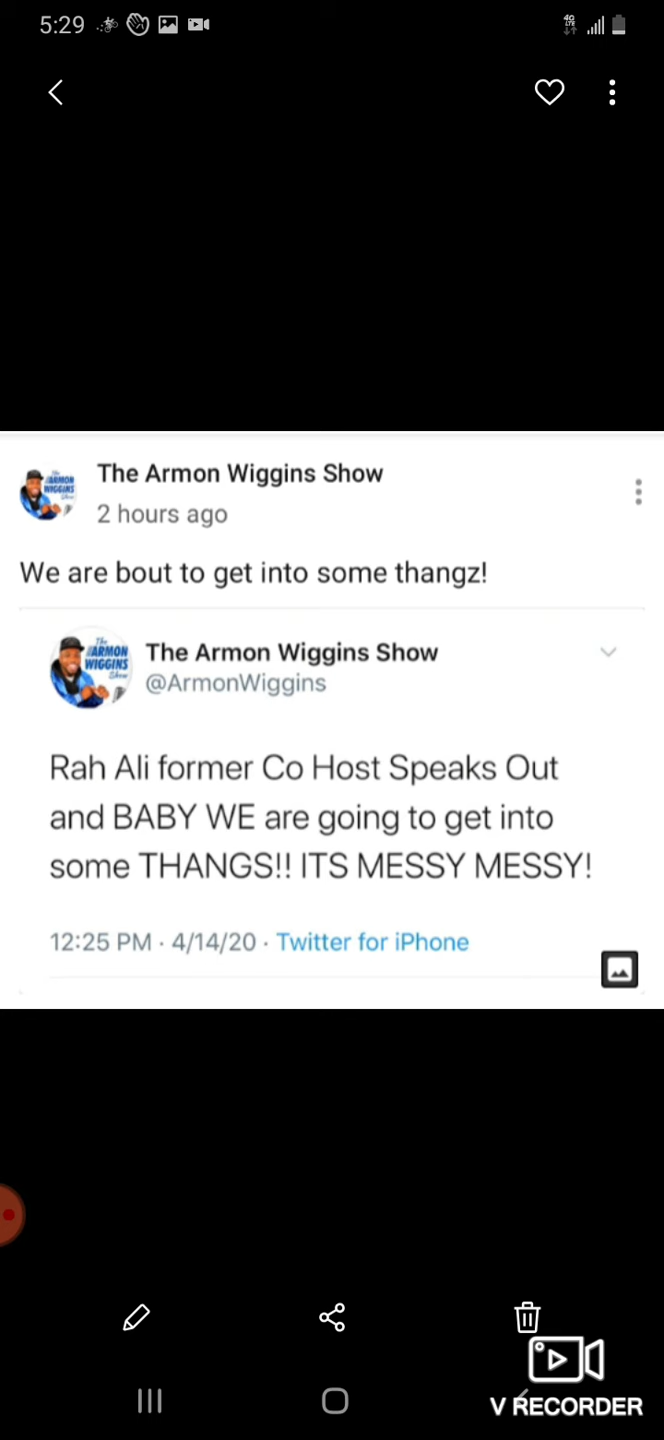 5:29
The Armon Wiggins Show
2 hours ago
We are bout to get into some thangz!
The Armon Wiggins Show
@ArmonWiggins
Rah Ali former Co Host Speaks Out
and BABY WE are going to get into
some THANGS!! ITS MESSY MESSY!
12:25 PM · 4/14/20 · Twitter for iPhone
V RECORDER